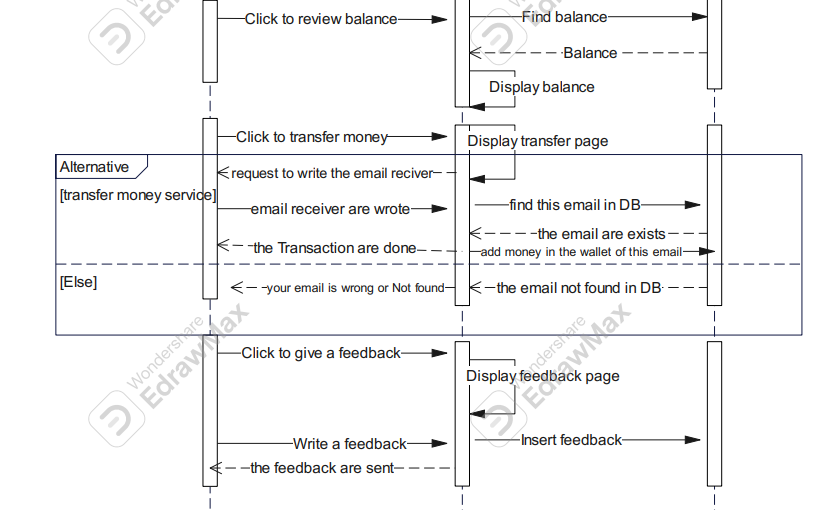 Click to review balance
Find balance
Balance
Display balance
Click to transfer money
Display transfer page
Alternative
request to write the email reciver
[transfer money service]
email receiver are wrote
find this email in DB
the email are exists
the Transaction are done
add money in the wallet of this email
[Else]
your email is wrong or Not found
the email not found in DB
Wondershare
EdrawMax
Wondershare
EdrawMax
Click to give a feedback
Display feedback page
Write a feedback
Insert feedback
the feedback are sent